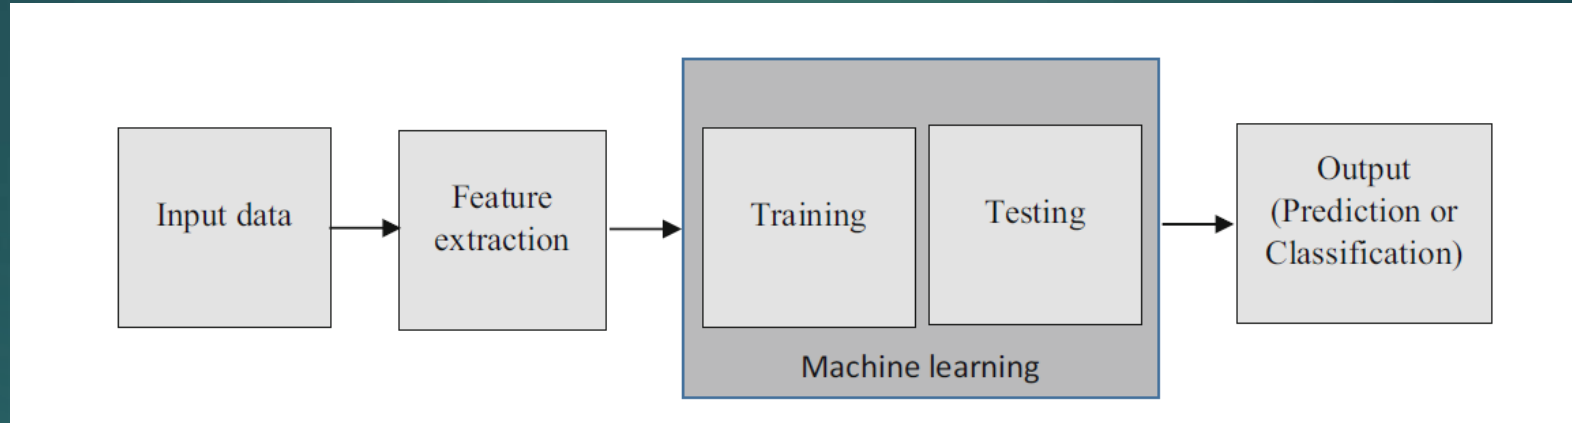 Input data
Feature
extraction
Training
Testing
Machine learning
Output
(Prediction or
Classification)